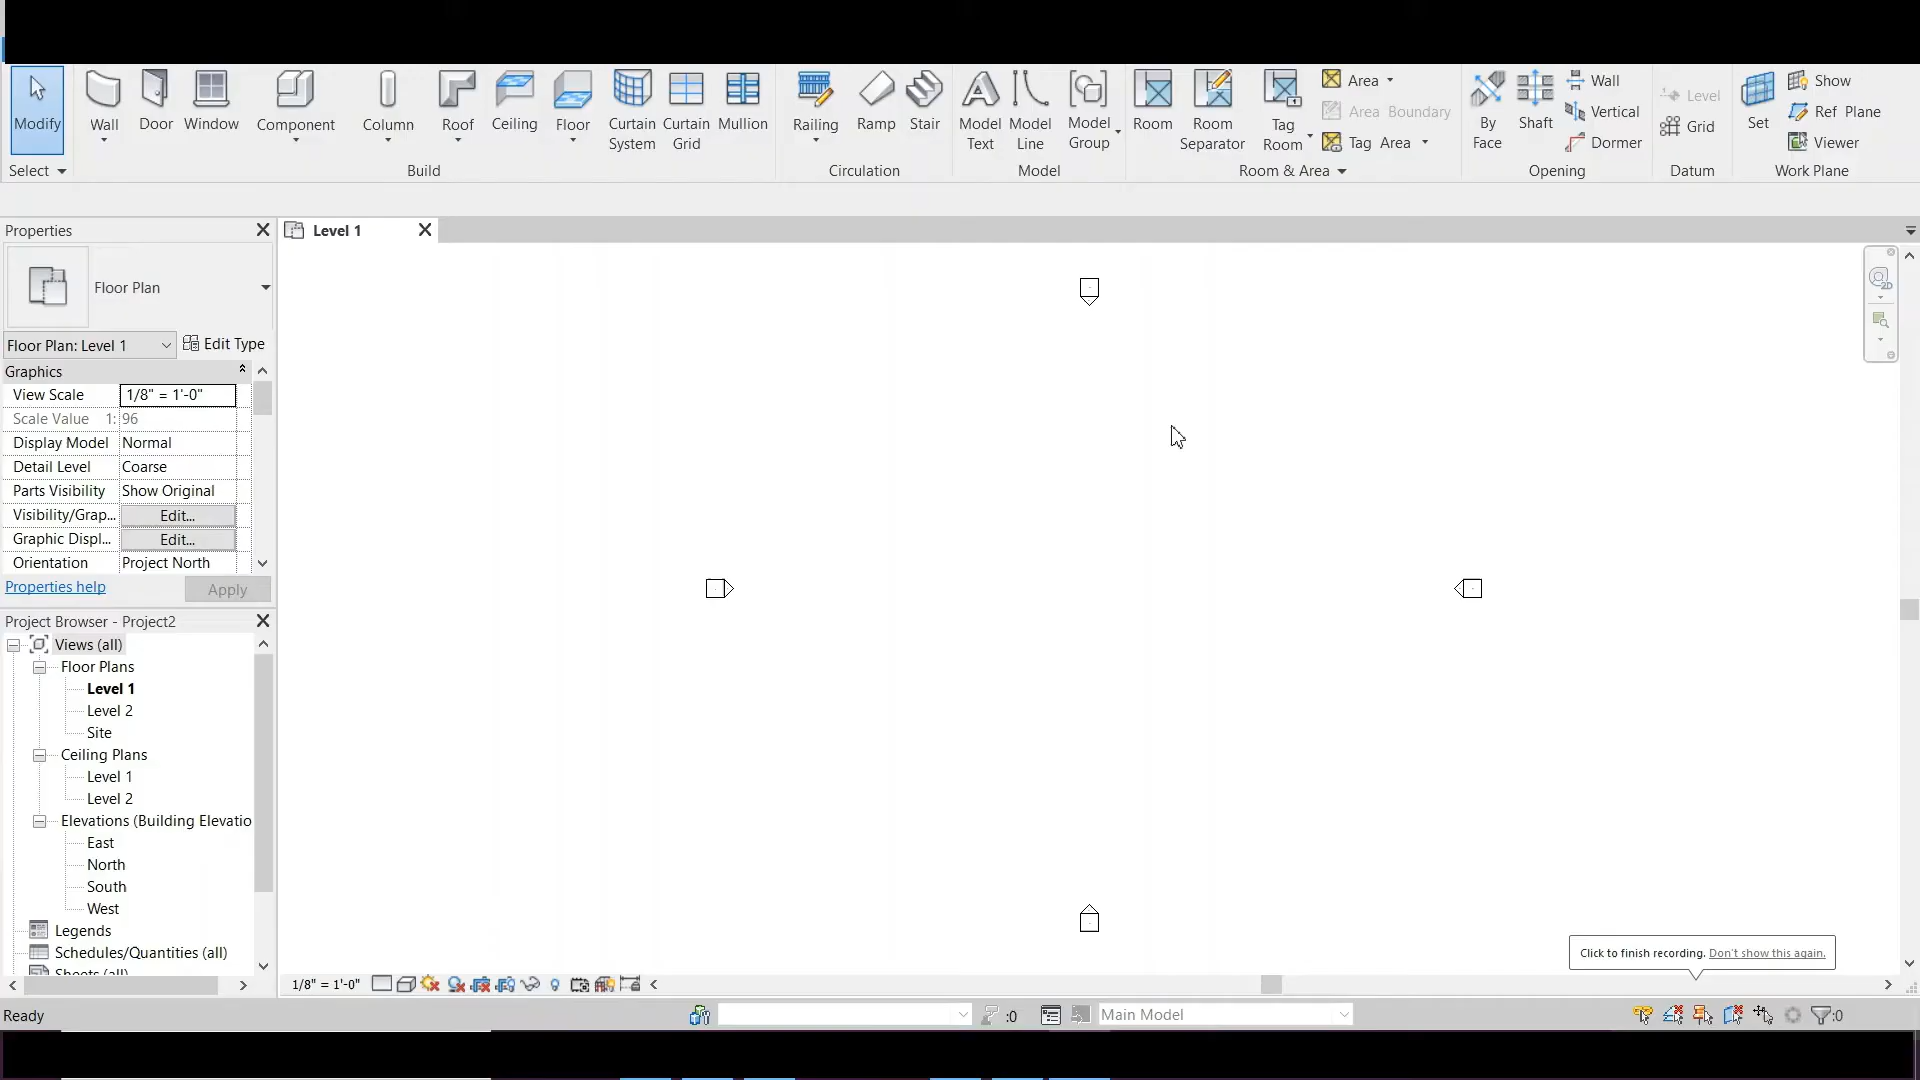 Modify
Wall
Door
Window
Component
Column
Roof
Ceiling
Floor
Curtain System
Curtain Grid
Mullion
Railing
Ramp
Stair
Model Text
Model Line
Model Group
Room
Room Separator
Tag Room
Area
Area Boundary
Tag Area
By Face
Shaft
Wall
Vertical
Dormer
Level
Grid
Set
Show
Ref Plane
Viewer
Select
Build
Circulation
Model
Room & Area
Opening
Datum
Work Plane
Properties
Floor Plan
Floor Plan: Level 1
Edit Type
Graphics
View Scale 1/8" = 1'-0"
Scale Value 1: 96
Display Model Normal
Detail Level Coarse
Parts Visibility Show Original
Visibility/Grap... Edit...
Graphic Displ... Edit...
Orientation Project North
Properties help
Apply
Project Browser - Project2
Views (all)
Floor Plans
Level 1
Level 2
Site
Ceiling Plans
Level 1
Level 2
Elevations (Building Elevatio
East
North
South
West
Legends
Schedules/Quantities (all)
Sheets (all)
Level 1
2D
Click to finish recording. Don't show this again.
1/8" = 1'-0"
Ready
:0
Main Model
:0